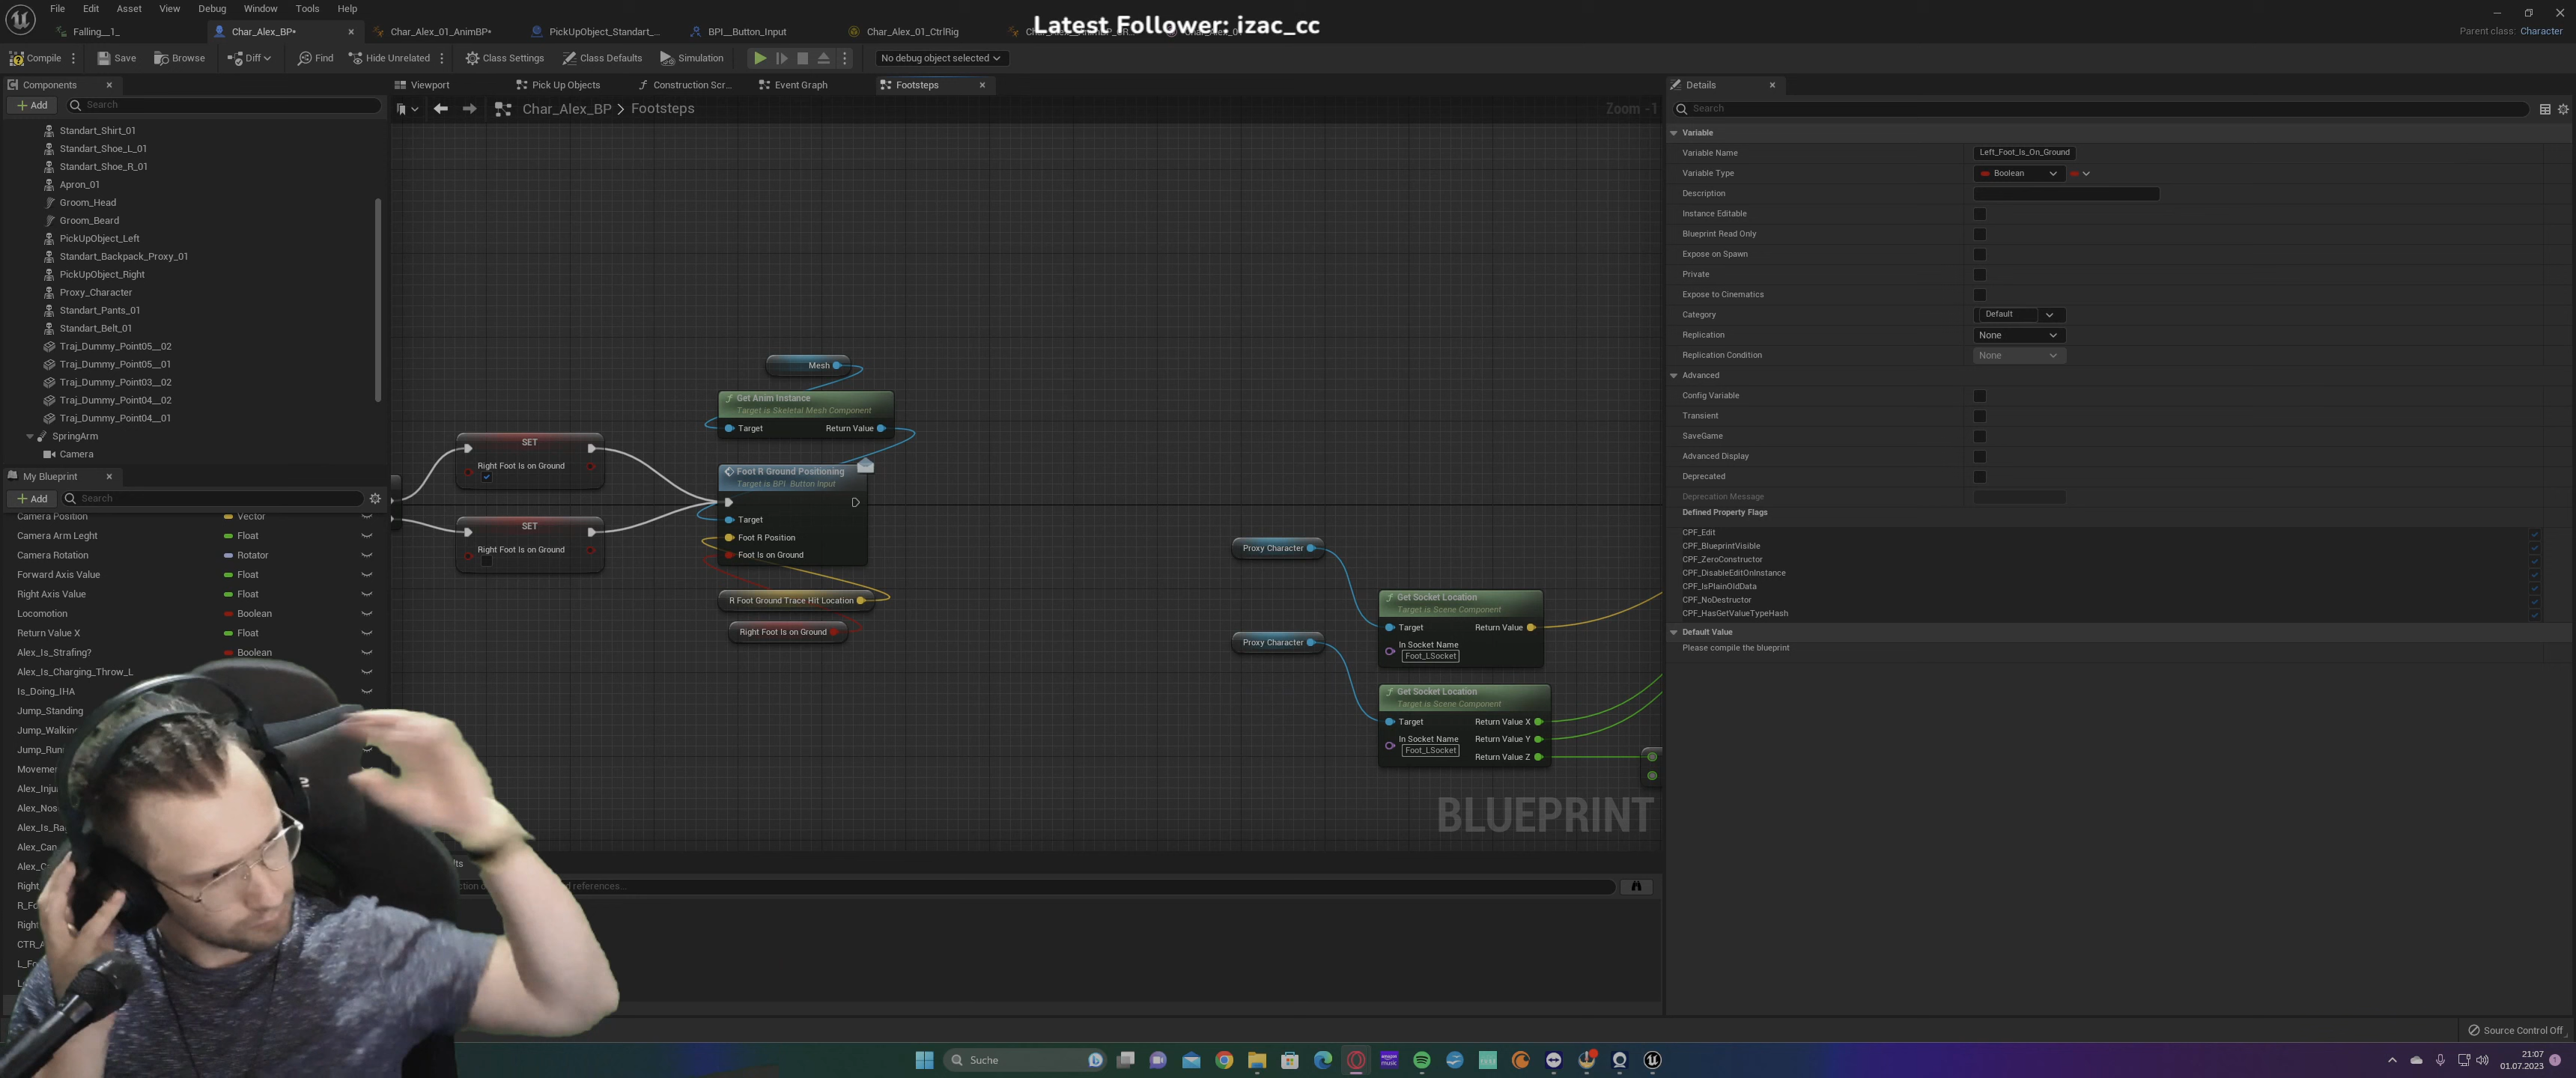 File Edit Asset View Debug Window Tools Help
Latest Follower: izac_cc
Falling__1_ Char_Alex_BP* Char_Alex_01_AnimBP* PickUpObject_Standart_... BPI__Button_Input Char_Alex_01_CtrlRig
Parent class: Character
Compile Save Browse Diff Find Hide Unrelated Class Settings Class Defaults Simulation No debug object selected
Components
Viewport Pick Up Objects Construction Scr... Event Graph Footsteps
Details
Add Search
Char_Alex_BP > Footsteps
Zoom -1
Search
Standart_Shirt_01
Standart_Shoe_L_01
Standart_Shoe_R_01
Apron_01
Groom_Head
Groom_Beard
PickUpObject_Left
Standart_Backpack_Proxy_01
PickUpObject_Right
Proxy_Character
Standart_Pants_01
Standart_Belt_01
Traj_Dummy_Point05__02
Traj_Dummy_Point05__01
Traj_Dummy_Point03__02
Traj_Dummy_Point04__02
Traj_Dummy_Point04__01
SpringArm
Camera
My Blueprint
Add Search
Camera Position Vector
Camera Arm Leght Float
Camera Rotation Rotator
Forward Axis Value Float
Right Axis Value Float
Locomotion Boolean
Return Value X Float
Alex_Is_Strafing? Boolean
Alex_Is_Charging_Throw_L
Is_Doing_IHA
Jump_Standing
SET
Right Foot Is on Ground
SET
Right Foot Is on Ground
Mesh
Get Anim Instance
Target is Skeletal Mesh Component
Target Return Value
Foot R Ground Positioning
Target is BPI Button Input
Target
Foot R Position
Foot Is on Ground
R Foot Ground Trace Hit Location
Right Foot Is on Ground
Proxy Character
Get Socket Location
Target is Scene Component
Target Return Value
In Socket Name
Foot_LSocket
Proxy Character
Get Socket Location
Target is Scene Component
Target Return Value X
Return Value Y
In Socket Name
Foot_LSocket
Return Value Z
BLUEPRINT
Variable
Variable Name Left_Foot_Is_On_Ground
Variable Type Boolean
Description
Instance Editable
Blueprint Read Only
Expose on Spawn
Private
Expose to Cinematics
Category Default
Replication None
Replication Condition None
Advanced
Config Variable
Transient
SaveGame
Advanced Display
Deprecated
Deprecation Message
Defined Property Flags
CPF_Edit
CPF_BlueprintVisible
CPF_ZeroConstructor
CPF_DisableEditOnInstance
CPF_IsPlainOldData
CPF_NoDestructor
CPF_HasGetValueTypeHash
Default Value
Please compile the blueprint
references...
Source Control Off
Suche
21:07
01.07.2023